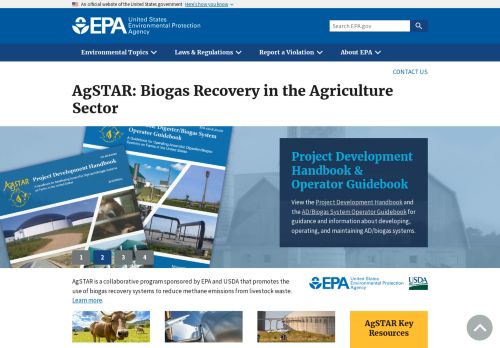 An official website of the United States government Here's how you know
EPA
United States
Environmental Protection
Agency
Search EPA.gov
Environmental Topics
Laws & Regulations
Report a Violation
About EPA
CONTACT US
AgSTAR: Biogas Recovery in the Agriculture
Sector
Project Development Handbook
Operator Guidebook
AgSTAR
Project Development
Handbook &
Operator Guidebook
View the Project Development Handbook and
the AD/Biogas System Operator Guidebook for
guidance and information about developing,
operating, and maintaining AD/biogas systems.
1 2 3 4
AgSTAR is a collaborative program sponsored by EPA and USDA that promotes the
use of biogas recovery systems to reduce methane emissions from livestock waste.
Learn more.
EPA
United States
Environmental Protection
Agency
USDA
AgSTAR Key
Resources